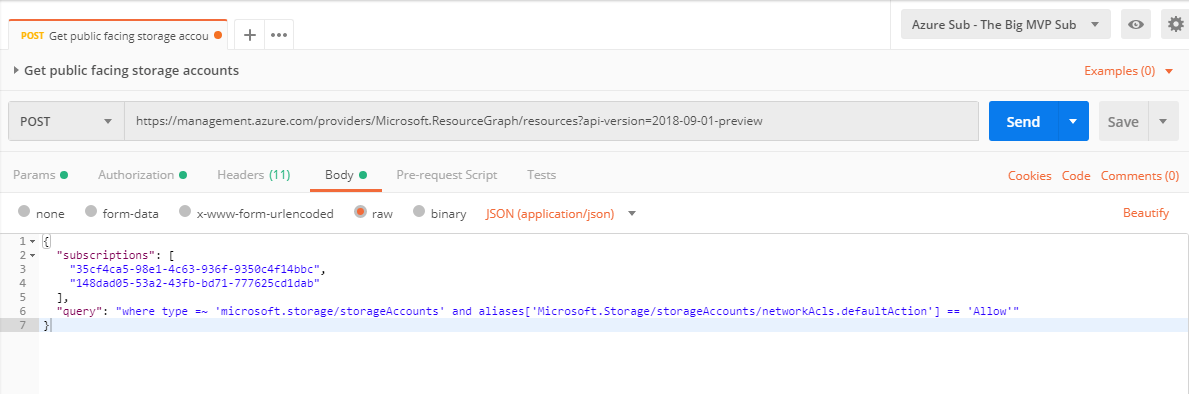 POST Get public facing storage accou
Azure Sub - The Big MVP Sub
Get public facing storage accounts
Examples (0)
POST
https://management.azure.com/providers/Microsoft.ResourceGraph/resources?api-version=2018-09-01-preview
Send
Save
Params
Authorization
Headers (11)
Body
Pre-request Script
Tests
Cookies Code Comments (0)
none
form-data
x-www-form-urlencoded
raw
binary
JSON (application/json)
Beautify
1 {
2 "subscriptions": [
3 "35cf4ca5-98e1-4c63-936f-9350c4f14bbc",
4 "148dad05-53a2-43fb-bd71-777625cd1dab"
5 ],
6 "query": "where type =~ 'microsoft.storage/storageAccounts' and aliases['Microsoft.Storage/storageAccounts/networkAcls.defaultAction'] == 'Allow'"
7 }